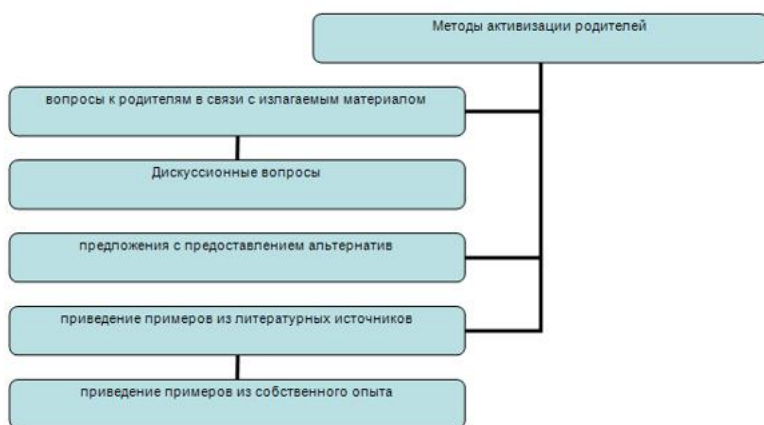 Методы активизации родителей
вопросы к родителям в связи с излагаемым материалом
Дискуссионные вопросы
предложения с предоставлением альтернатив
приведение примеров из литературных источников
приведение примеров из собственного опыта